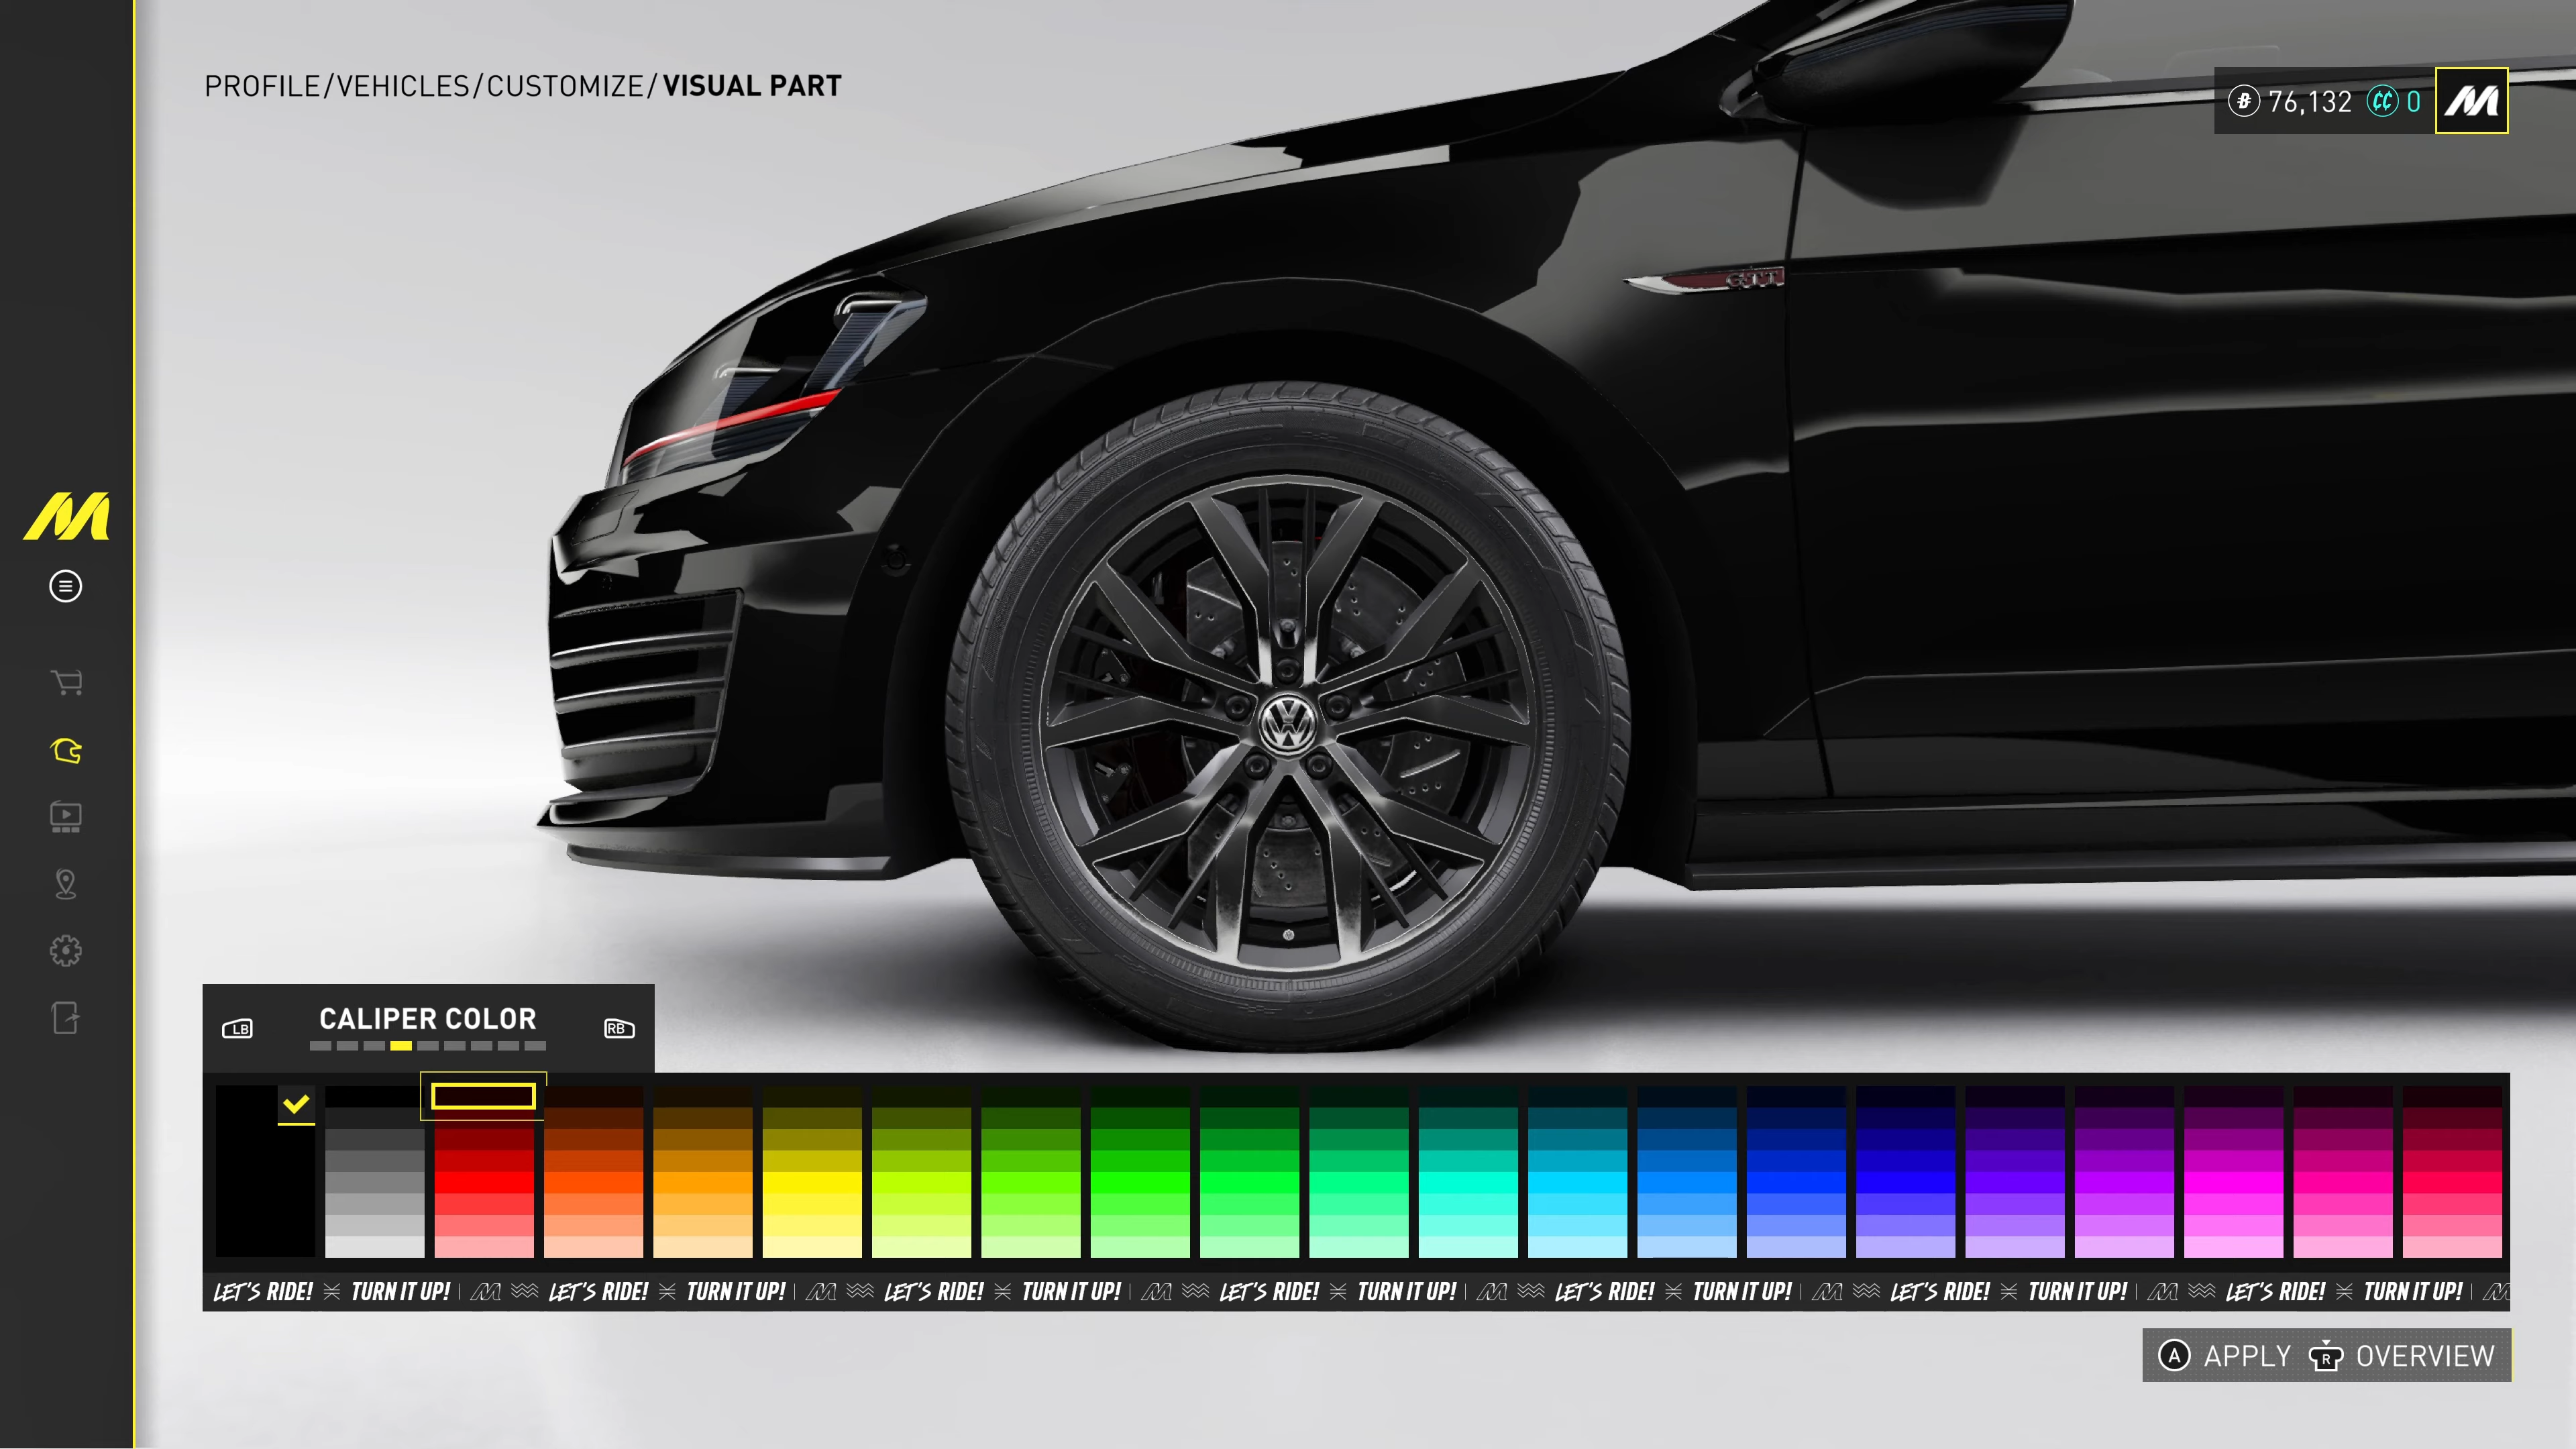 PROFILE/VEHICLES/CUSTOMIZE/VISUAL PART
76,132 0
GTI
LB CALIPER COLOR RB
LET'S RIDE! TURN IT UP! LET'S RIDE! TURN IT UP! LET'S RIDE! TURN IT UP! LET'S RIDE! TURN IT UP! LET'S RIDE! TURN IT UP! LET'S RIDE! TURN IT UP! LET'S RIDE! TURN IT UP!
A APPLY R OVERVIEW